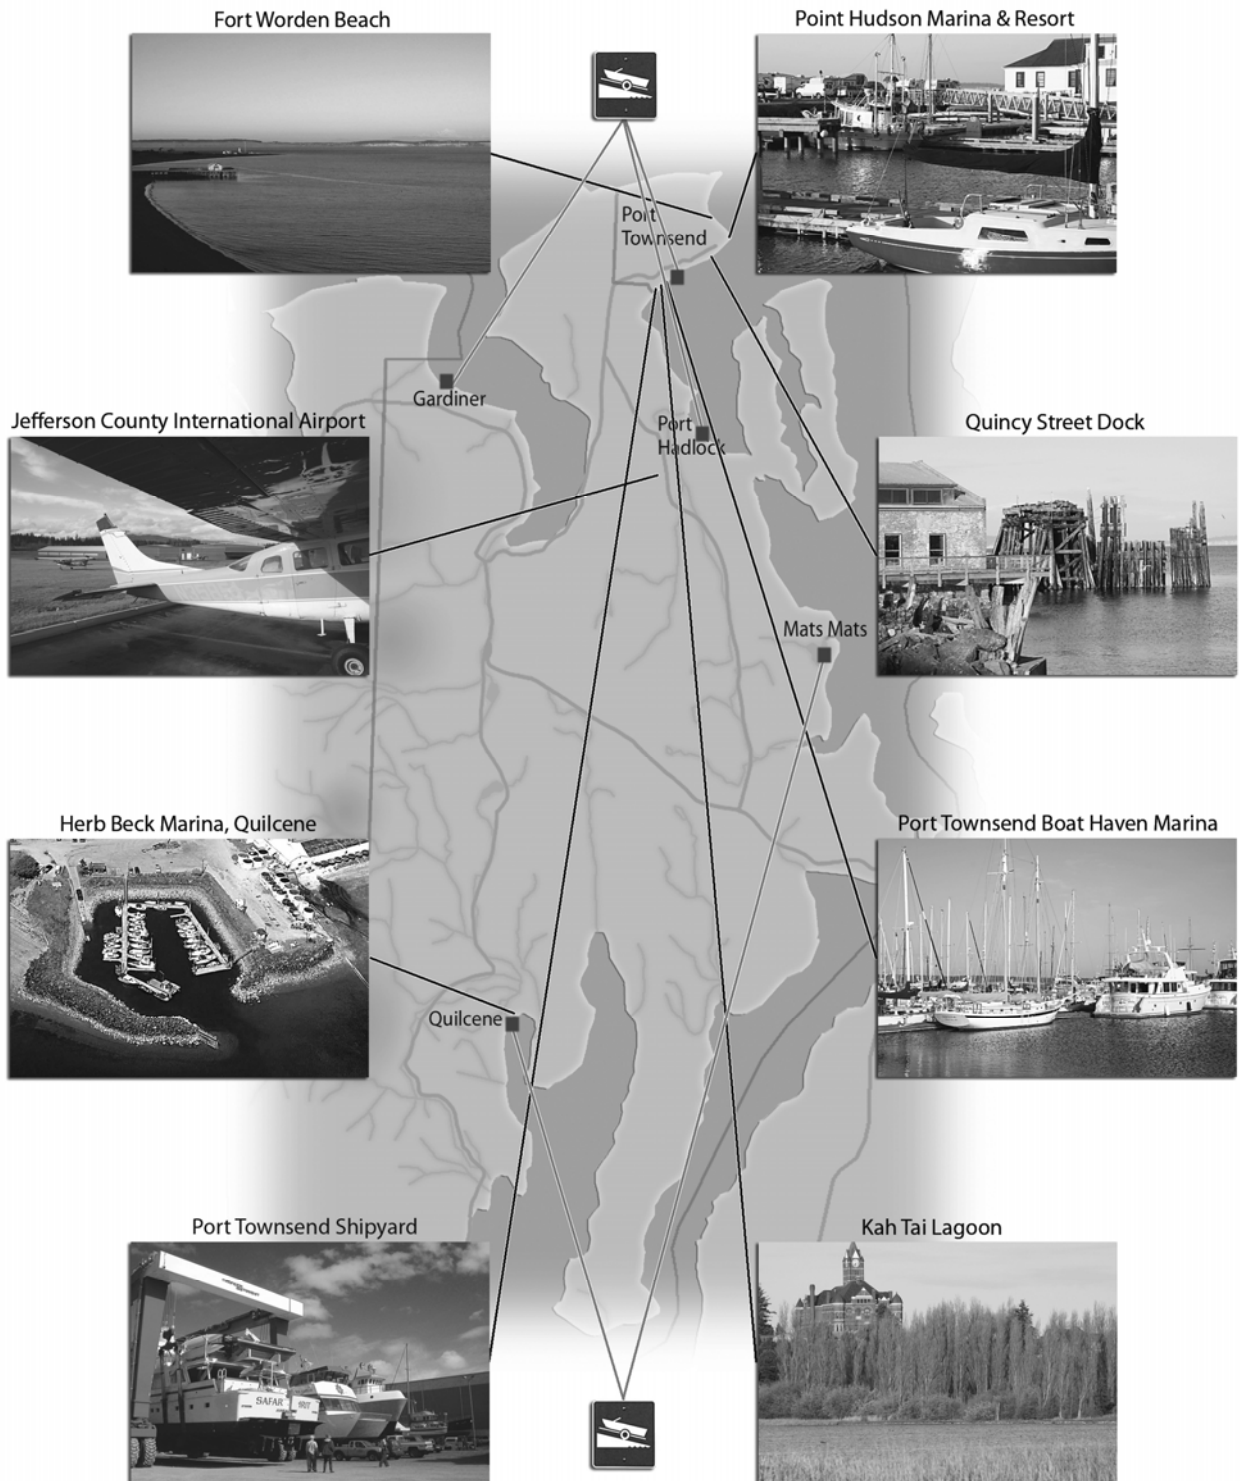 Fort Worden Beach
Point Hudson Marina & Resort
Port
Townsend
Gardiner
Jefferson County International Airport
Port
Hadlock
Quincy Street Dock
Mats Mats
Herb Beck Marina, Quilcene
Port Townsend Boat Haven Marina
Quilcene
Port Townsend Shipyard
Kah Tai Lagoon
SAFAR